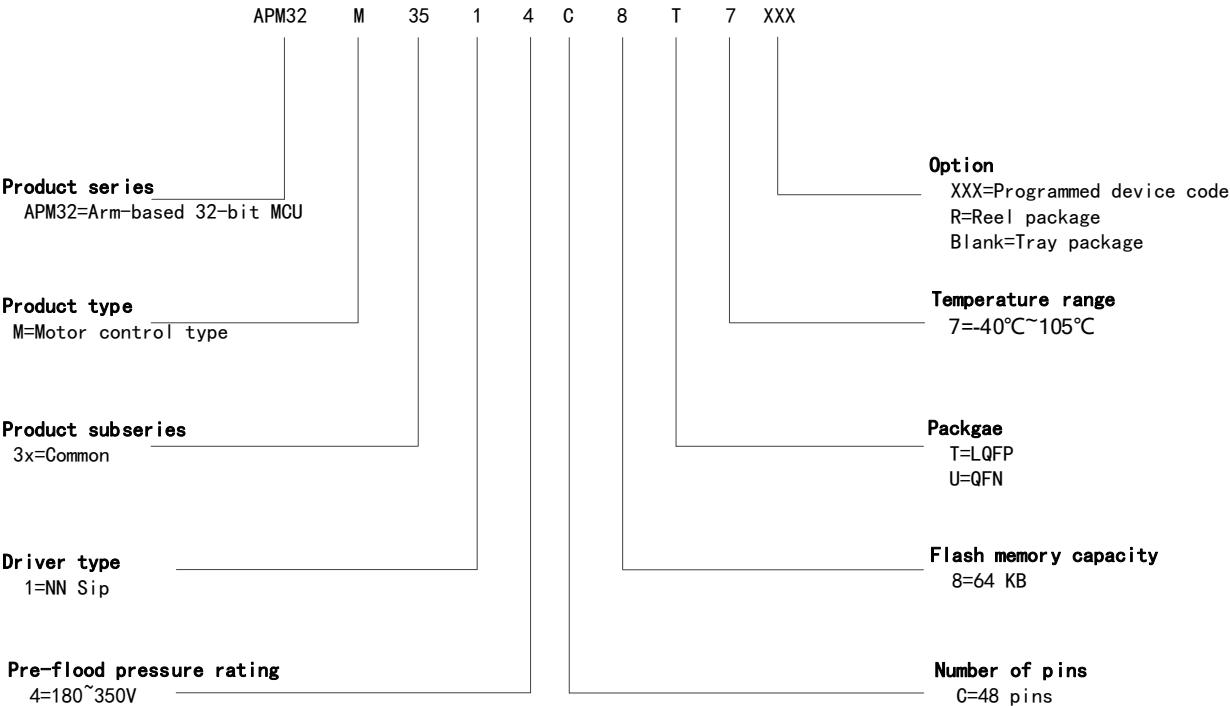 APM32 M 35 1 4 C 8 T 7 XXX
Product series
APM32=Arm-based 32-bit MCU
Product type
M=Motor control type
Product subseries
3x=Common
Driver type
1=NN Sip
Pre-flood pressure rating
4=180~350V
Option
XXX=Programmed device code
R=Reel package
Blank=Tray package
Temperature range
7=-40℃~105℃
Packgae
T=LQFP
U=QFN
Flash memory capacity
8=64 KB
Number of pins
C=48 pins